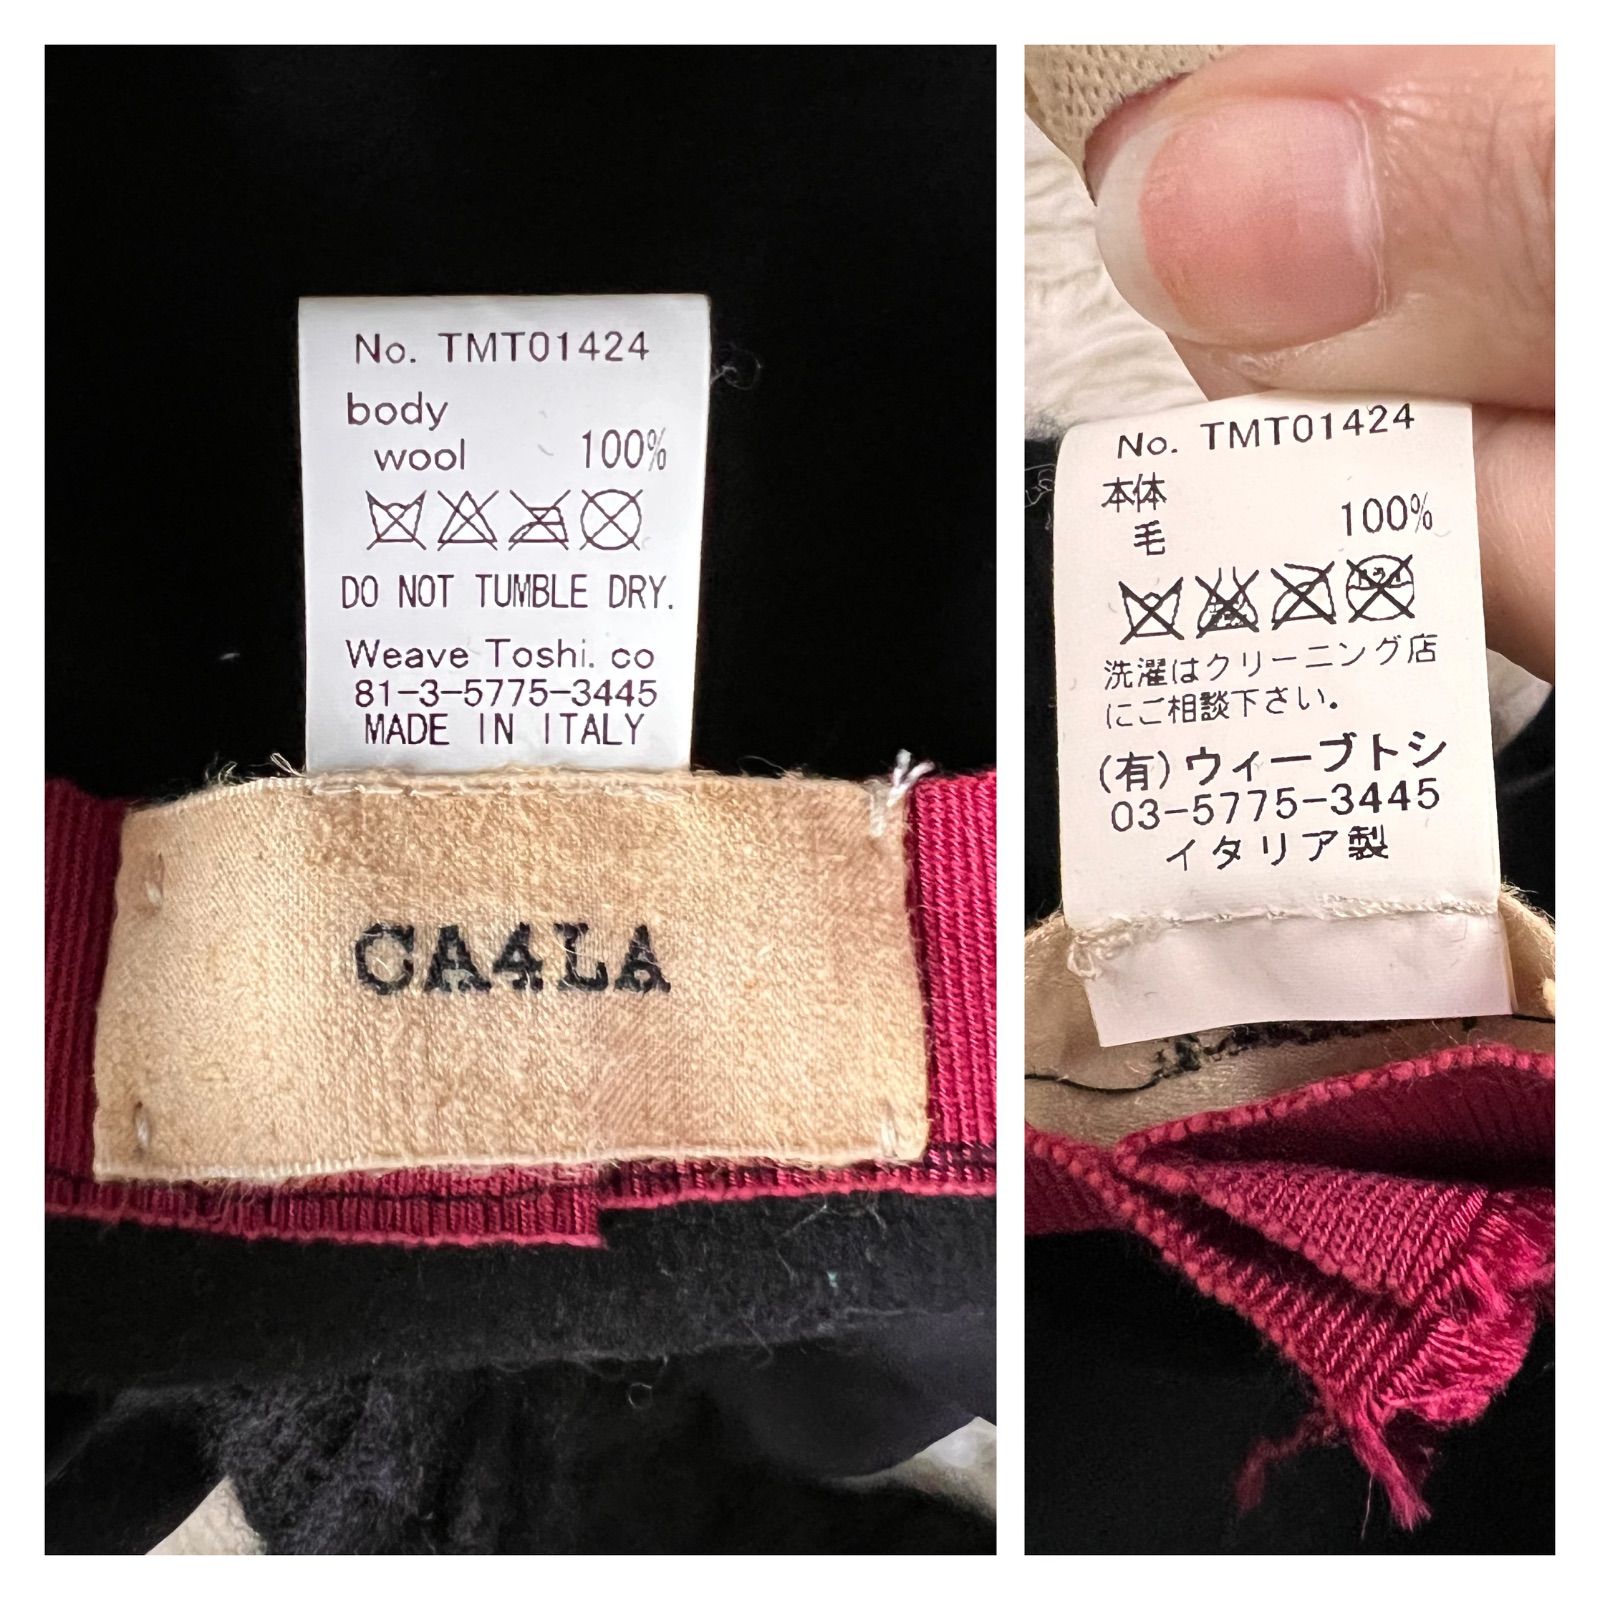 No. TMT01424
body
wool 100%
DO NOT TUMBLE DRY.
Weave Toshi. co
81-3-5775-3445
MADE IN ITALY
CA4LA
No. TMT01424
本体
毛 100%
洗濯はクリーニング店
にご相談下さい。
(有)ウィーブトシ
03-5775-3445
イタリア製